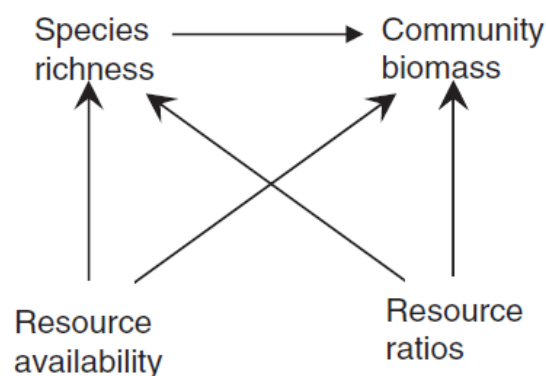 Species
richness
Community
biomass
Resource
availability
Resource
ratios